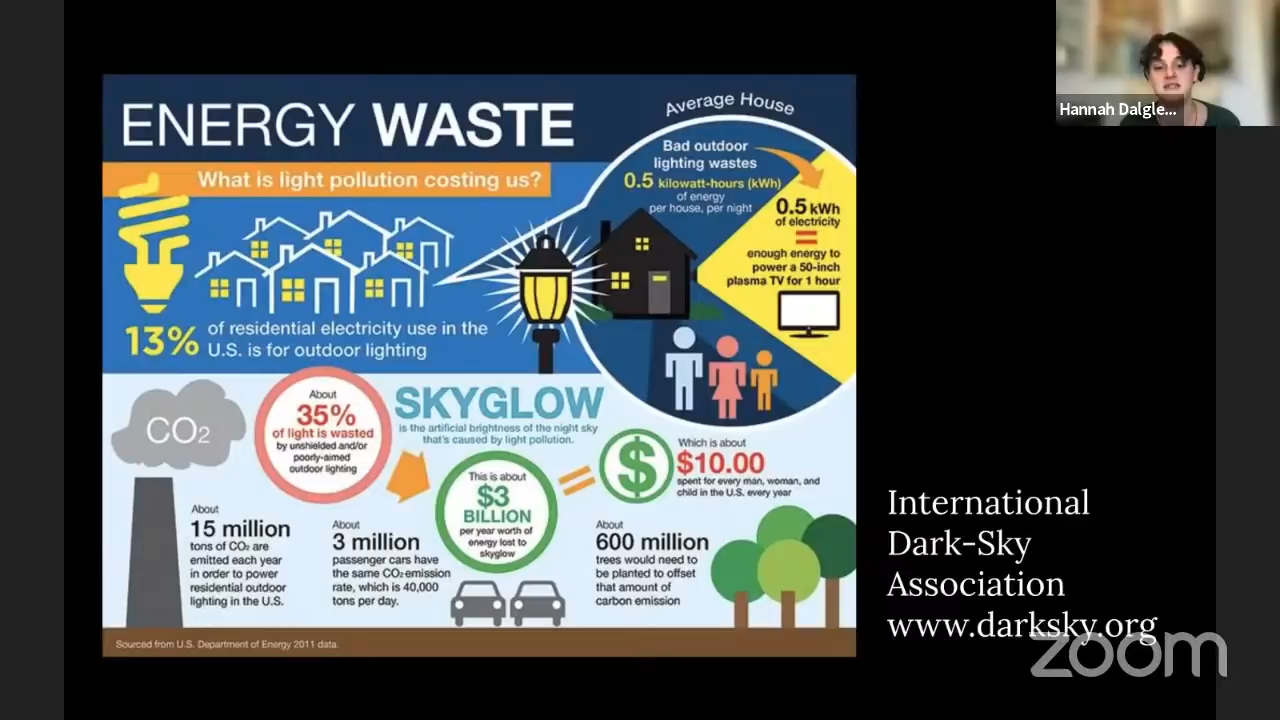 Hannah Dalgle...
ENERGY WASTE
What is light pollution costing us?
Average House
Bad outdoor
lighting wastes
0.5 kilowatt-hours (kWh)
of energy
per house, per night
0.5 kWh
of electricity
=
enough energy to
power a 50-inch
plasma TV for 1 hour
13% of residential electricity use in the
U.S. is for outdoor lighting
CO₂
About
35%
of light is wasted
by unshielded and/or
poorly-aimed
outdoor lighting
SKYGLOW
is the artificial brightness of the night sky
that's caused by light pollution.
This is about
$3
BILLION
per year worth of
energy lost to
skyglow
=
$
Which is about
$10.00
spent for every man, woman, and
child in the U.S. every year
About
15 million
tons of CO₂ are
emitted each year
in order to power
residential outdoor
lighting in the U.S.
About
3 million
passenger cars have
the same CO₂ emission
rate, which is 40,000
tons per day.
About
600 million
trees would need to
be planted to offset
that amount of
carbon emission
Sourced from U.S. Department of Energy 2011 data.
International
Dark-Sky
Association
www.darksky.org
zoom